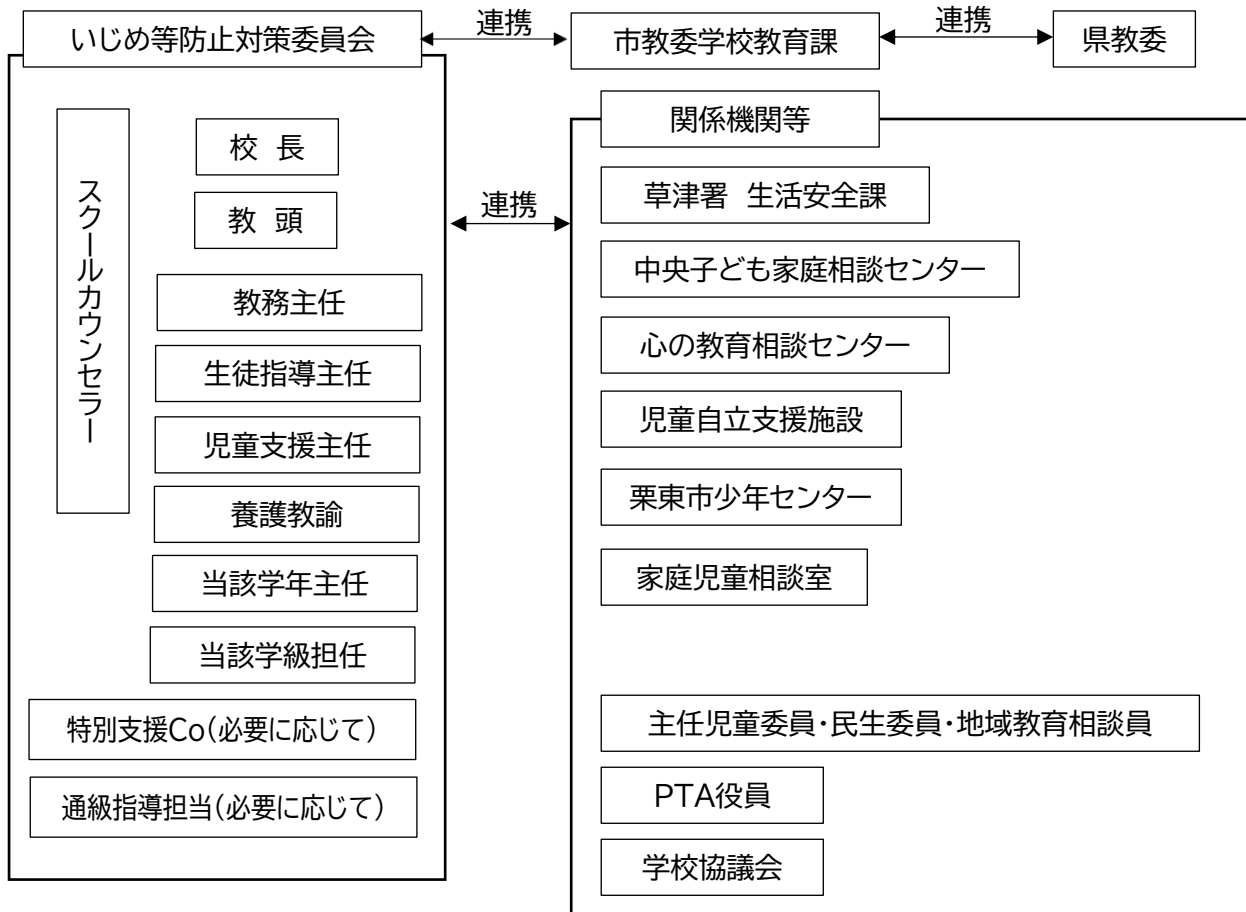 いじめ等防止対策委員会
連携
市教委学校教育課
連携
県教委
スクールカウンセラー
校 長
教 頭
教務主任
生徒指導主任
児童支援主任
養護教諭
当該学年主任
当該学級担任
特別支援Co(必要に応じて)
通級指導担当(必要に応じて)
連携
関係機関等
草津署 生活安全課
中央子ども家庭相談センター
心の教育相談センター
児童自立支援施設
栗東市少年センター
家庭児童相談室
主任児童委員・民生委員・地域教育相談員
PTA役員
学校協議会